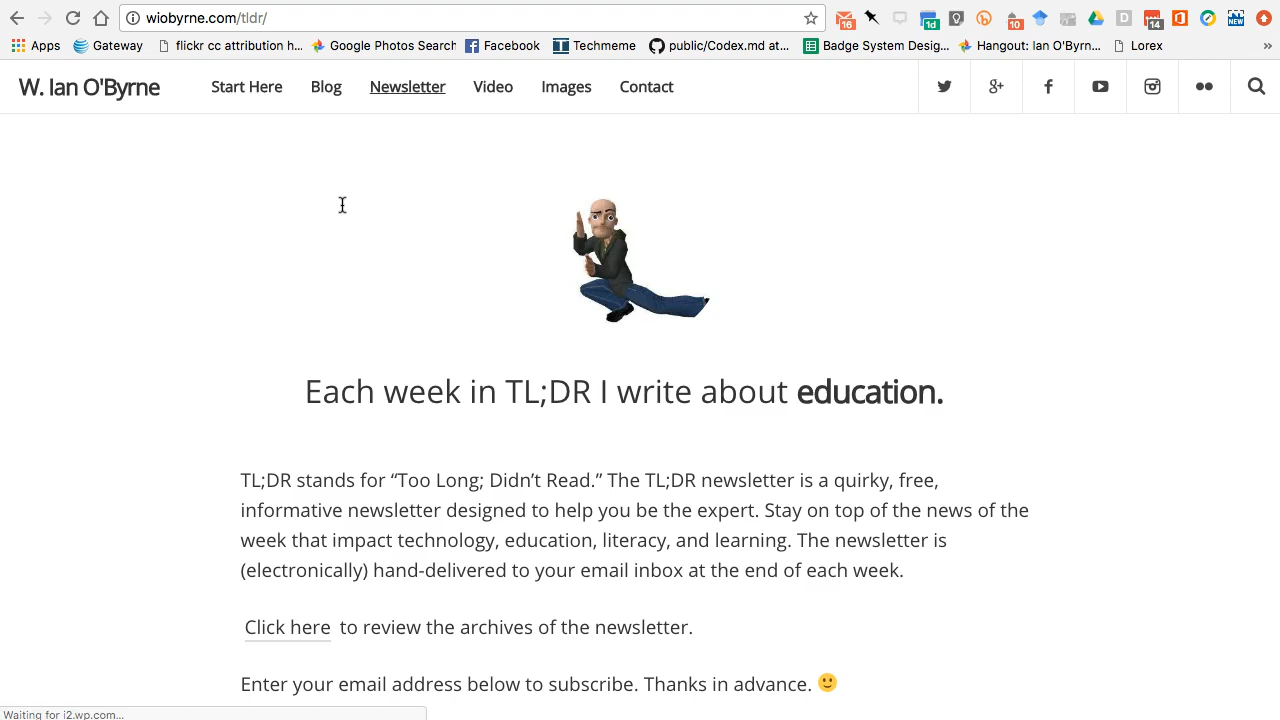 wiobyrne.com/tldr/
16
1d
10
14
NEW
Apps
Gateway
flickr cc attribution h...
Google Photos Search
Facebook
Techmeme
public/Codex.md at...
Badge System Desig...
Hangout: Ian O'Byrn...
Lorex
»
W. Ian O'Byrne
Start Here
Blog
Newsletter
Video
Images
Contact
Each week in TL;DR I write about education.
TL;DR stands for “Too Long; Didn’t Read.” The TL;DR newsletter is a quirky, free,
informative newsletter designed to help you be the expert. Stay on top of the news of the
week that impact technology, education, literacy, and learning. The newsletter is
(electronically) hand-delivered to your email inbox at the end of each week.
Click here to review the archives of the newsletter.
Enter your email address below to subscribe. Thanks in advance. 🙂
Waiting for i2.wp.com...